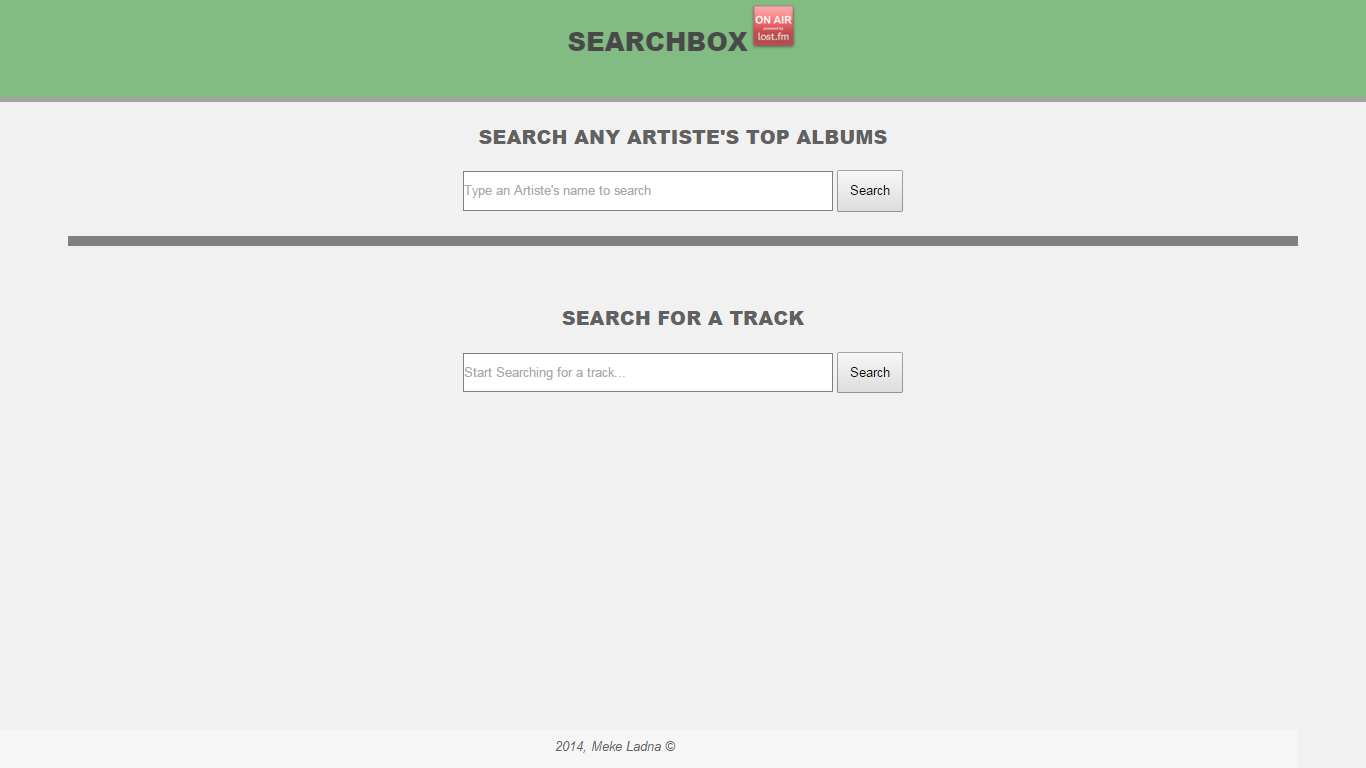 SEARCHBOX
ON AIR
powered by
lost.fm
SEARCH ANY ARTISTE'S TOP ALBUMS
Type an Artiste's name to search
Search
SEARCH FOR A TRACK
Start Searching for a track...
Search
2014, Meke Ladna ©